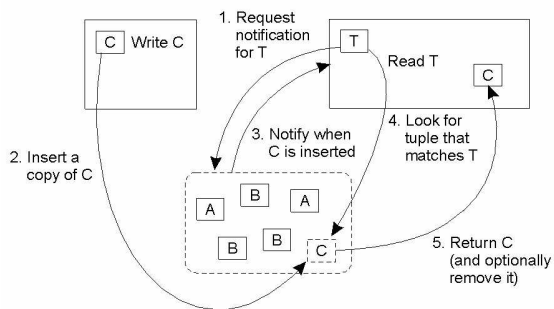 1. Request
notification
for T
C
Write C
T
Read T
C
2. Insert a
copy of C
3. Notify when
C is inserted
4. Look for
tuple that
matches T
A
B
A
B
B
C
5. Return C
(and optionally
remove it)